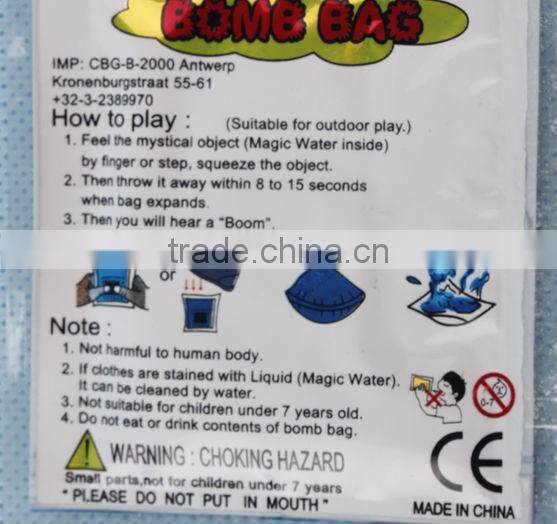 BOMB BAG
IMP: CBG-B-2000 Antwerp
Kronenburgstraat 55-61
+32-3-2389970
How to play : (Suitable for outdoor play.)
1. Feel the mystical object (Magic Water inside)
by finger or step, squeeze the object.
2. Then throw it away within 8 to 15 seconds
when bag expands.
3. Then you will hear a "Boom".
trade.china.cn
or
Note :
1. Not harmful to human body.
2. If clothes are stained with Liquid (Magic Water).
It can be cleaned by water.
3. Not suitable for children under 7 years old.
4. Do not eat or drink contents of bomb bag.
0-7
WARNING : CHOKING HAZARD
Small parts,not for children under 7 years
" PLEASE DO NOT PUT IN MOUTH "
CE
MADE IN CHINA